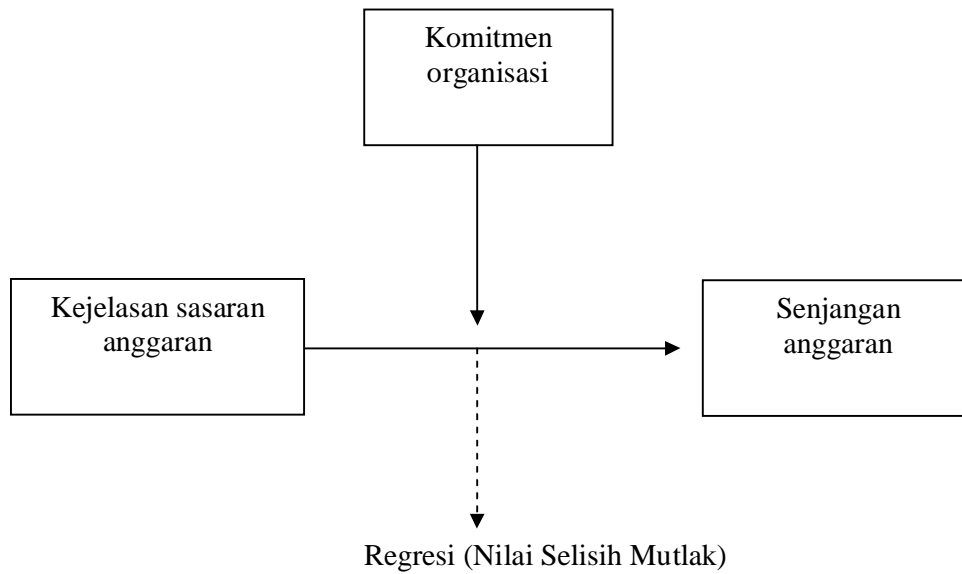 Komitmen
organisasi
Kejelasan sasaran
anggaran
Senjangan
anggaran
Regresi (Nilai Selisih Mutlak)